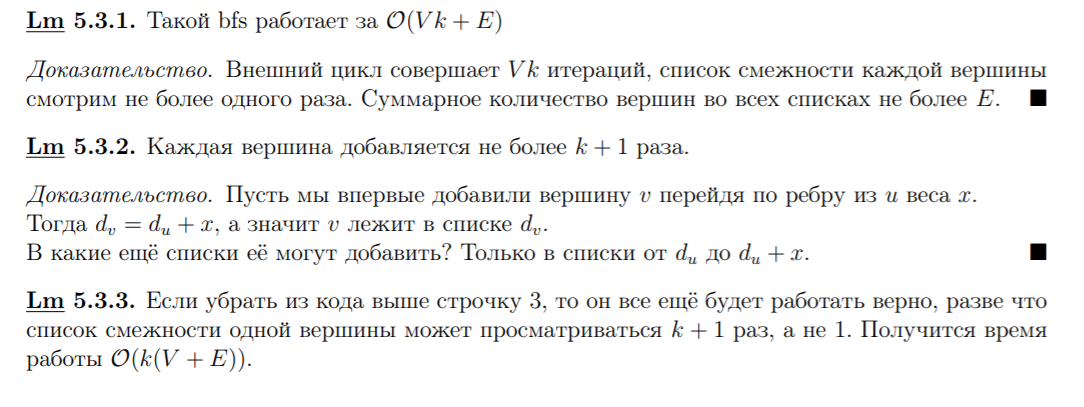 Lm 5.3.1. Такой bfs работает за O(Vk + E)
Доказательство. Внешний цикл совершает Vk итераций, список смежности каждой вершины
смотрим не более одного раза. Суммарное количество вершин во всех списках не более E. ■
Lm 5.3.2. Каждая вершина добавляется не более k + 1 раза.
Доказательство. Пусть мы впервые добавили вершину v перейдя по ребру из u веса x.
Тогда d_v = d_u + x, а значит v лежит в списке d_v.
В какие ещё списки её могут добавить? Только в списки от d_u до d_u + x. ■
Lm 5.3.3. Если убрать из кода выше строчку 3, то он все ещё будет работать верно, разве что
список смежности одной вершины может просматриваться k + 1 раз, а не 1. Получится время
работы O(k(V + E)).